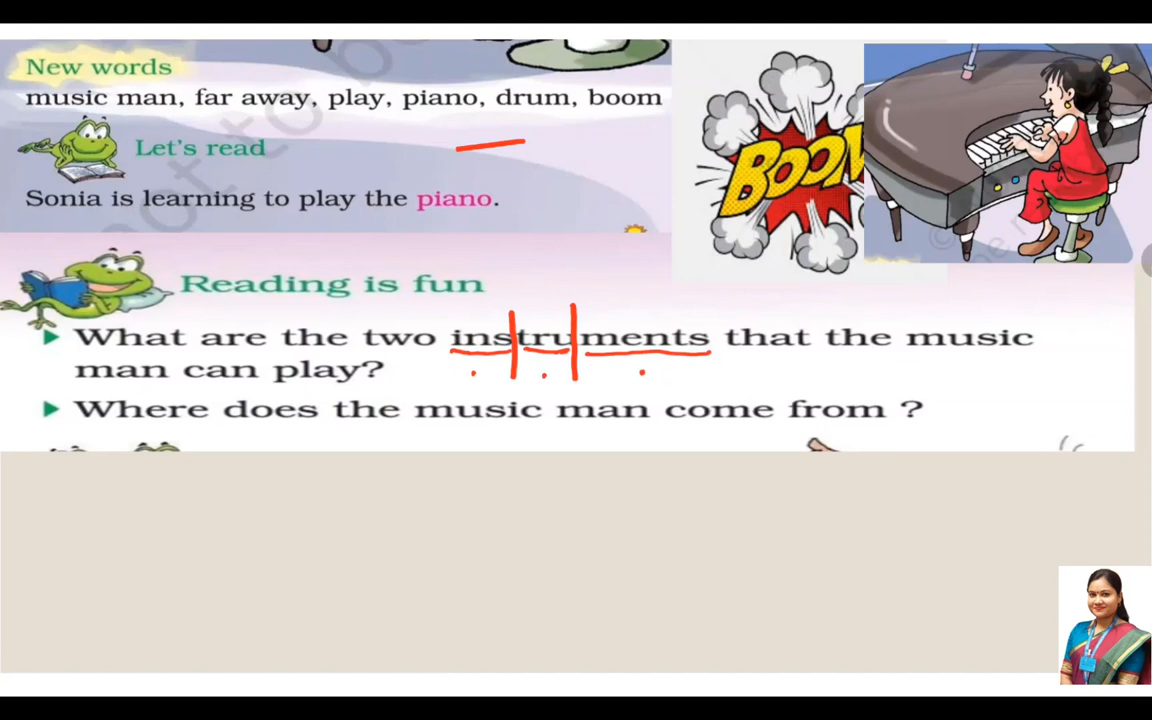 New words
music man, far away, play, piano, drum, boom
Let's read
Sonia is learning to play the piano.
BOOM
Reading is fun
What are the two instruments that the music
man can play?
Where does the music man come from ?